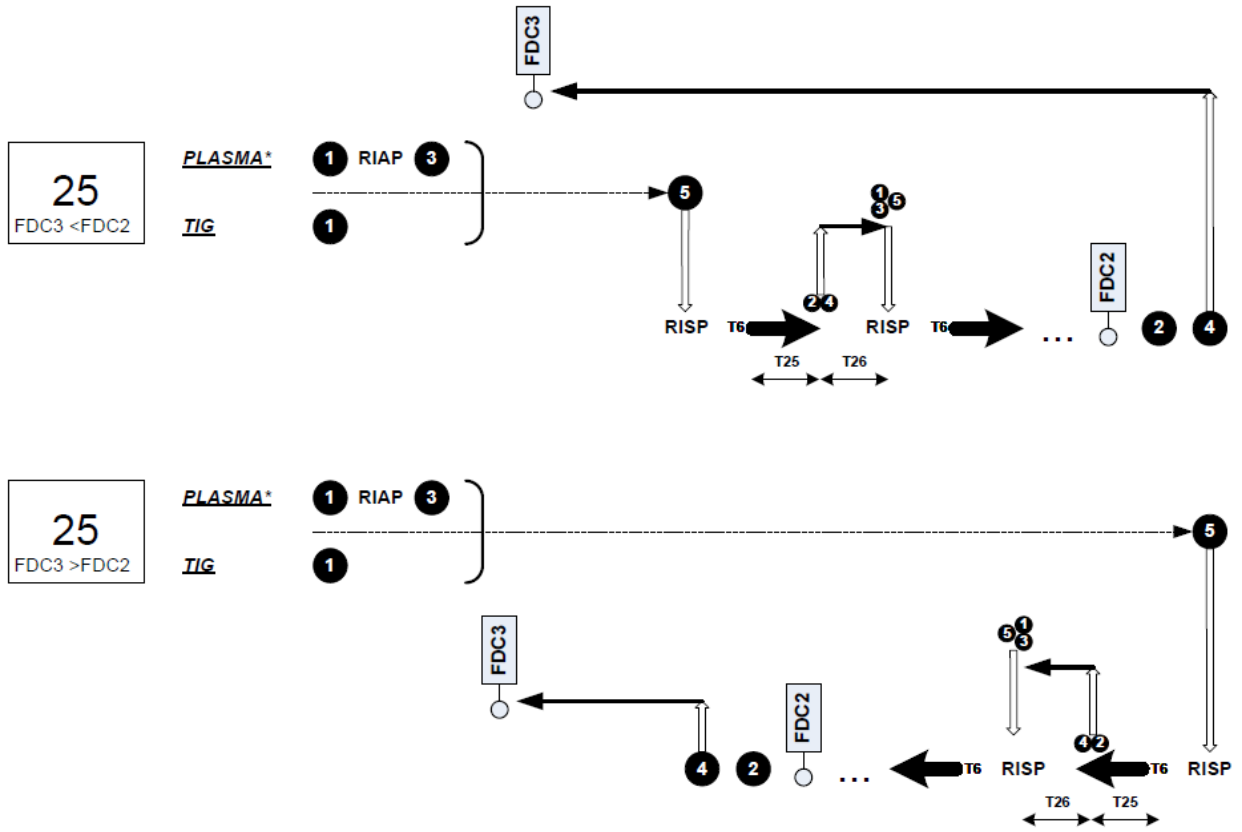 FDC3
25
FDC3 <FDC2
PLASMA*
1 RIAP 3
TIG
1
5
1
3
5
2 4
RISP T6 RISP T6 ... FDC2 2 4
T25 T26
25
FDC3 >FDC2
PLASMA*
1 RIAP 3
TIG
1
5
FDC3
5 1
3
FDC2
4 2
4 2 ... T6 RISP T6 RISP
T26 T25